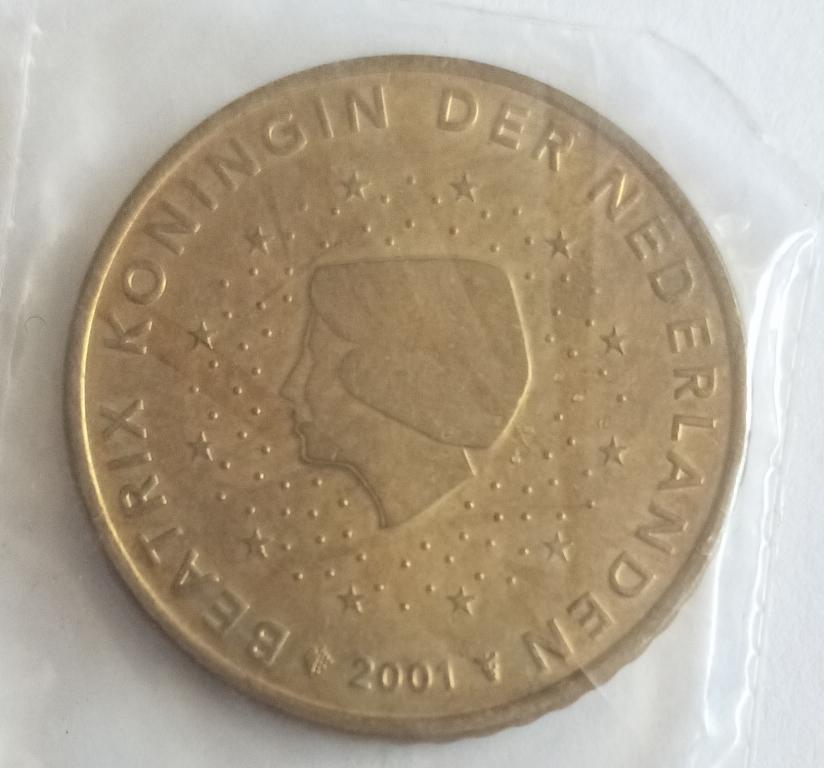 BEATRIX KONINGIN DER NEDERLANDEN
2001